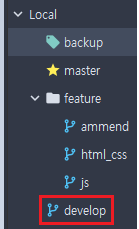 Local
backup
master
feature
ammend
html_css
js
develop